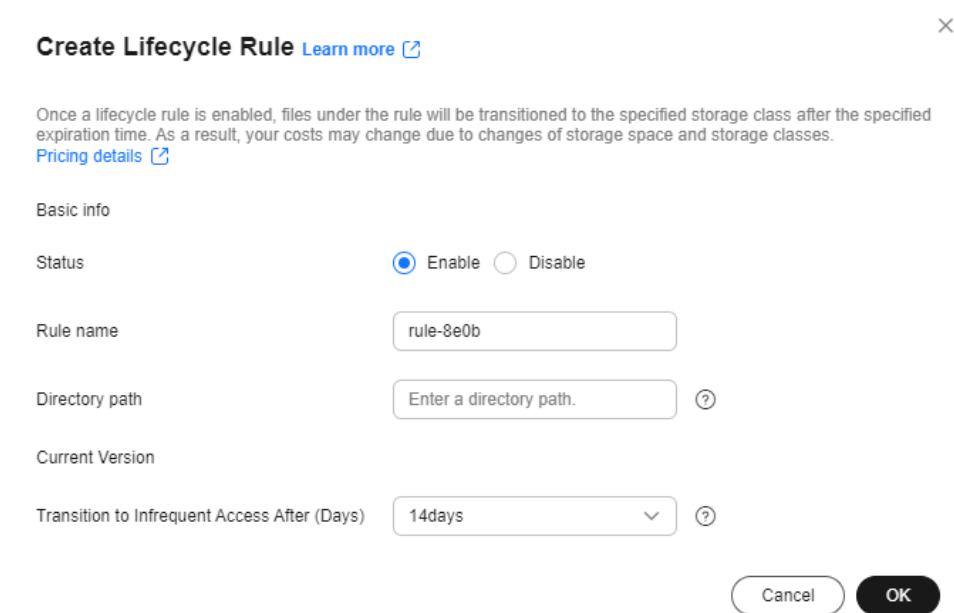 Create Lifecycle Rule Learn more
Once a lifecycle rule is enabled, files under the rule will be transitioned to the specified storage class after the specified
expiration time. As a result, your costs may change due to changes of storage space and storage classes.
Pricing details
Basic info
Status Enable Disable
Rule name rule-8e0b
Directory path Enter a directory path. ?
Current Version
Transition to Infrequent Access After (Days) 14days ?
Cancel OK